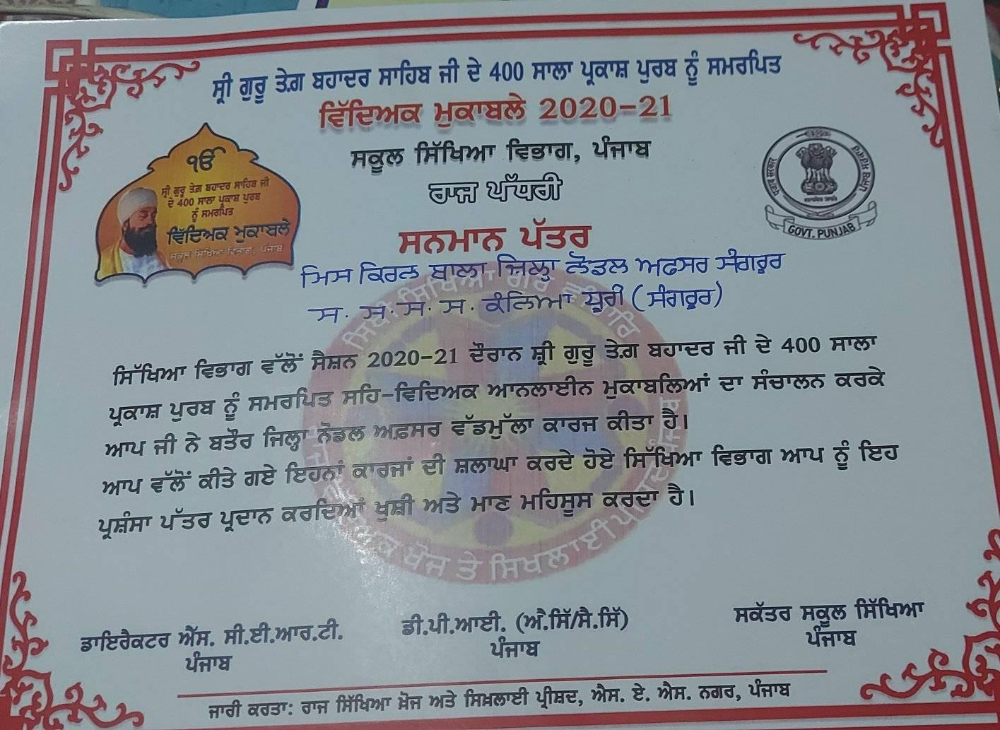 ਸ਼੍ਰੀ ਗੁਰੂ ਤੇਗ਼ ਬਹਾਦਰ ਸਾਹਿਬ ਜੀ ਦੇ 400 ਸਾਲਾ ਪ੍ਰਕਾਸ਼ ਪੁਰਬ ਨੂੰ ਸਮਰਪਿਤ
ਵਿੱਦਿਅਕ ਮੁਕਾਬਲੇ 2020-21
ਸਕੂਲ ਸਿੱਖਿਆ ਵਿਭਾਗ, ਪੰਜਾਬ
ਰਾਜ ਪੱਧਰੀ
ਸਨਮਾਨ ਪੱਤਰ
ੴ
ਸ਼੍ਰੀ ਗੁਰੂ ਤੇਗ਼ ਬਹਾਦਰ ਸਾਹਿਬ ਜੀ
ਦੇ 400 ਸਾਲਾ ਪ੍ਰਕਾਸ਼ ਪੁਰਬ
ਨੂੰ ਸਮਰਪਿਤ
ਵਿੱਦਿਅਕ ਮੁਕਾਬਲੇ
ਸਕੂਲ ਸਿੱਖਿਆ ਵਿਭਾਗ, ਪੰਜਾਬ
GOVT. PUNJAB
ਮਿਸ ਕਿਰਨ ਬਾਲਾ ਜ਼ਿਲ੍ਹਾ ਨੋਡਲ ਅਫਸਰ ਸੰਗਰੂਰ
ਸ. ਸ. ਸ. ਸ. ਸ. (ਸੰਗਰੂਰ)
ਸਿੱਖਿਆ ਵਿਭਾਗ ਵੱਲੋਂ ਸੈਸ਼ਨ 2020-21 ਦੌਰਾਨ ਸ਼੍ਰੀ ਗੁਰੂ ਤੇਗ਼ ਬਹਾਦਰ ਜੀ ਦੇ 400 ਸਾਲਾ
ਪ੍ਰਕਾਸ਼ ਪੁਰਬ ਨੂੰ ਸਮਰਪਿਤ ਸਹਿ-ਵਿਦਿਅਕ ਆਨਲਾਈਨ ਮੁਕਾਬਲਿਆਂ ਦਾ ਸੰਚਾਲਨ ਕਰਕੇ
ਆਪ ਜੀ ਨੇ ਬਤੌਰ ਜਿਲ੍ਹਾ ਨੋਡਲ ਅਫ਼ਸਰ ਵੱਡਮੁੱਲਾ ਕਾਰਜ ਕੀਤਾ ਹੈ।
ਆਪ ਵੱਲੋਂ ਕੀਤੇ ਗਏ ਇਹਨਾਂ ਕਾਰਜਾਂ ਦੀ ਸ਼ਲਾਘਾ ਕਰਦੇ ਹੋਏ ਸਿੱਖਿਆ ਵਿਭਾਗ ਆਪ ਨੂੰ ਇਹ
ਪ੍ਰਸ਼ੰਸਾ ਪੱਤਰ ਪ੍ਰਦਾਨ ਕਰਦਿਆਂ ਖੁਸ਼ੀ ਅਤੇ ਮਾਣ ਮਹਿਸੂਸ ਕਰਦਾ ਹੈ।
ਖੋਜ ਤੇ ਸਿਖਲਾਈ
ਡਾਇਰੈਕਟਰ ਐੱਸ. ਸੀ.ਈ.ਆਰ.ਟੀ.
ਪੰਜਾਬ
ਡੀ.ਪੀ.ਆਈ. (ਐ.ਸਿੱ/ਸੈ.ਸਿੱ)
ਪੰਜਾਬ
ਸਕੱਤਰ ਸਕੂਲ ਸਿੱਖਿਆ
ਪੰਜਾਬ
ਜਾਰੀ ਕਰਤਾ: ਰਾਜ ਸਿੱਖਿਆ ਖ਼ੋਜ ਅਤੇ ਸਿਖ਼ਲਾਈ ਪ੍ਰੀਸ਼ਦ, ਐਸ. ਏ. ਐਸ. ਨਗਰ, ਪੰਜਾਬ